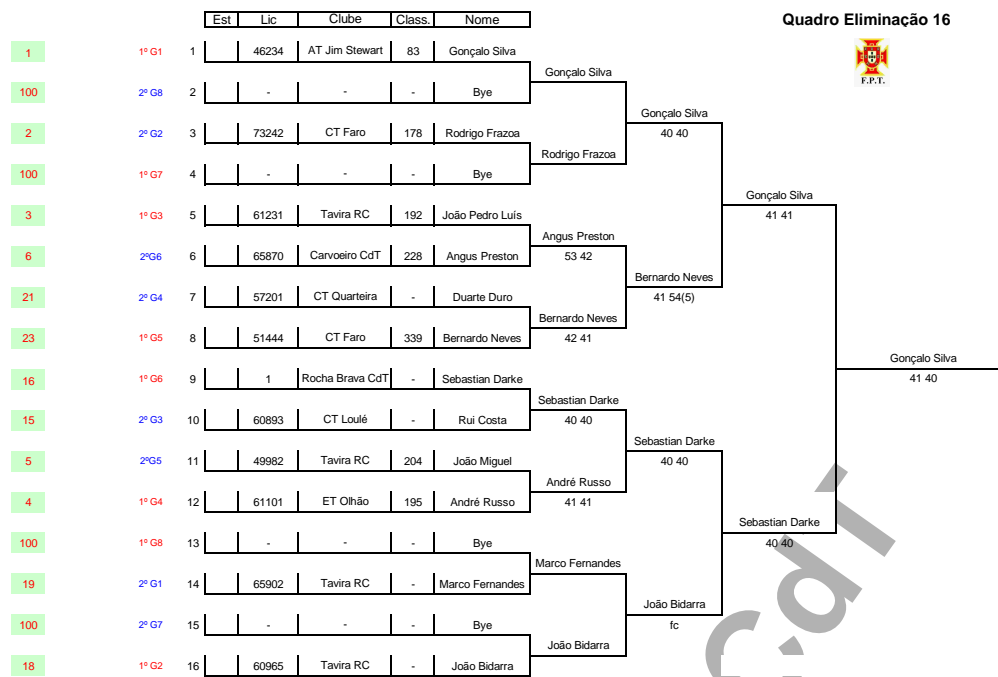 Est Lic Clube Class. Nome
Quadro Eliminação 16
F.P.T.
1 1º G1 1 46234 AT Jim Stewart 83 Gonçalo Silva
Gonçalo Silva
100 2º G8 2 - - - Bye
Gonçalo Silva
40 40
2 2º G2 3 73242 CT Faro 178 Rodrigo Frazoa
Rodrigo Frazoa
100 1º G7 4 - - - Bye
Gonçalo Silva
41 41
3 1º G3 5 61231 Tavira RC 192 João Pedro Luís
Angus Preston
53 42
6 2ºG6 6 65870 Carvoeiro CdT 228 Angus Preston
Bernardo Neves
41 54(5)
21 2º G4 7 57201 CT Quarteira - Duarte Duro
Bernardo Neves
42 41
23 1º G5 8 51444 CT Faro 339 Bernardo Neves
Gonçalo Silva
41 40
16 1º G6 9 1 Rocha Brava CdT - Sebastian Darke
Sebastian Darke
40 40
15 2º G3 10 60893 CT Loulé - Rui Costa
Sebastian Darke
40 40
5 2ºG5 11 49982 Tavira RC 204 João Miguel
André Russo
41 41
4 1º G4 12 61101 ET Olhão 195 André Russo
Sebastian Darke
40 40
100 1º G8 13 - - - Bye
Marco Fernandes
19 2º G1 14 65902 Tavira RC - Marco Fernandes
João Bidarra
fc
100 2º G7 15 - - - Bye
João Bidarra
18 1º G2 16 60965 Tavira RC - João Bidarra
CdT